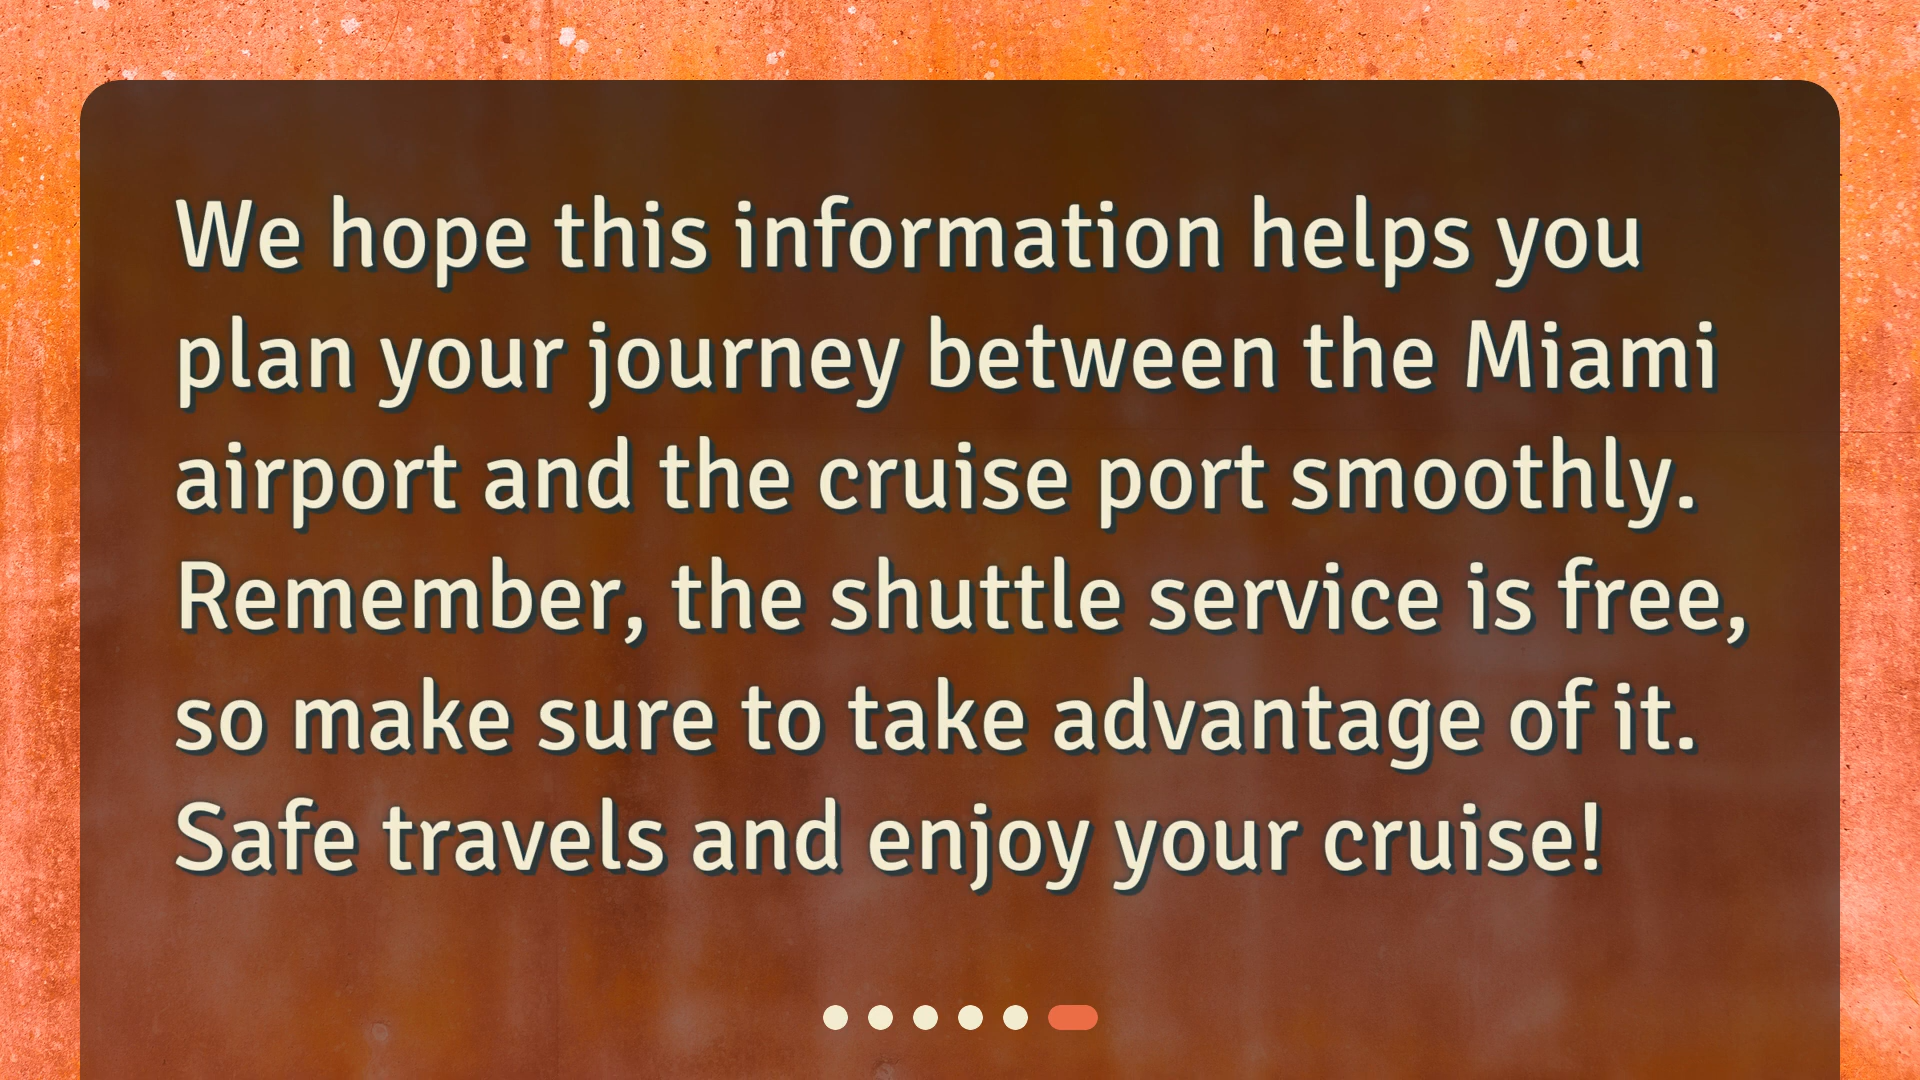 We hope this information helps you
plan your journey between the Miami
airport and the cruise port smoothly.
Remember, the shuttle service is free,
so make sure to take advantage of it.
Safe travels and enjoy your cruise!